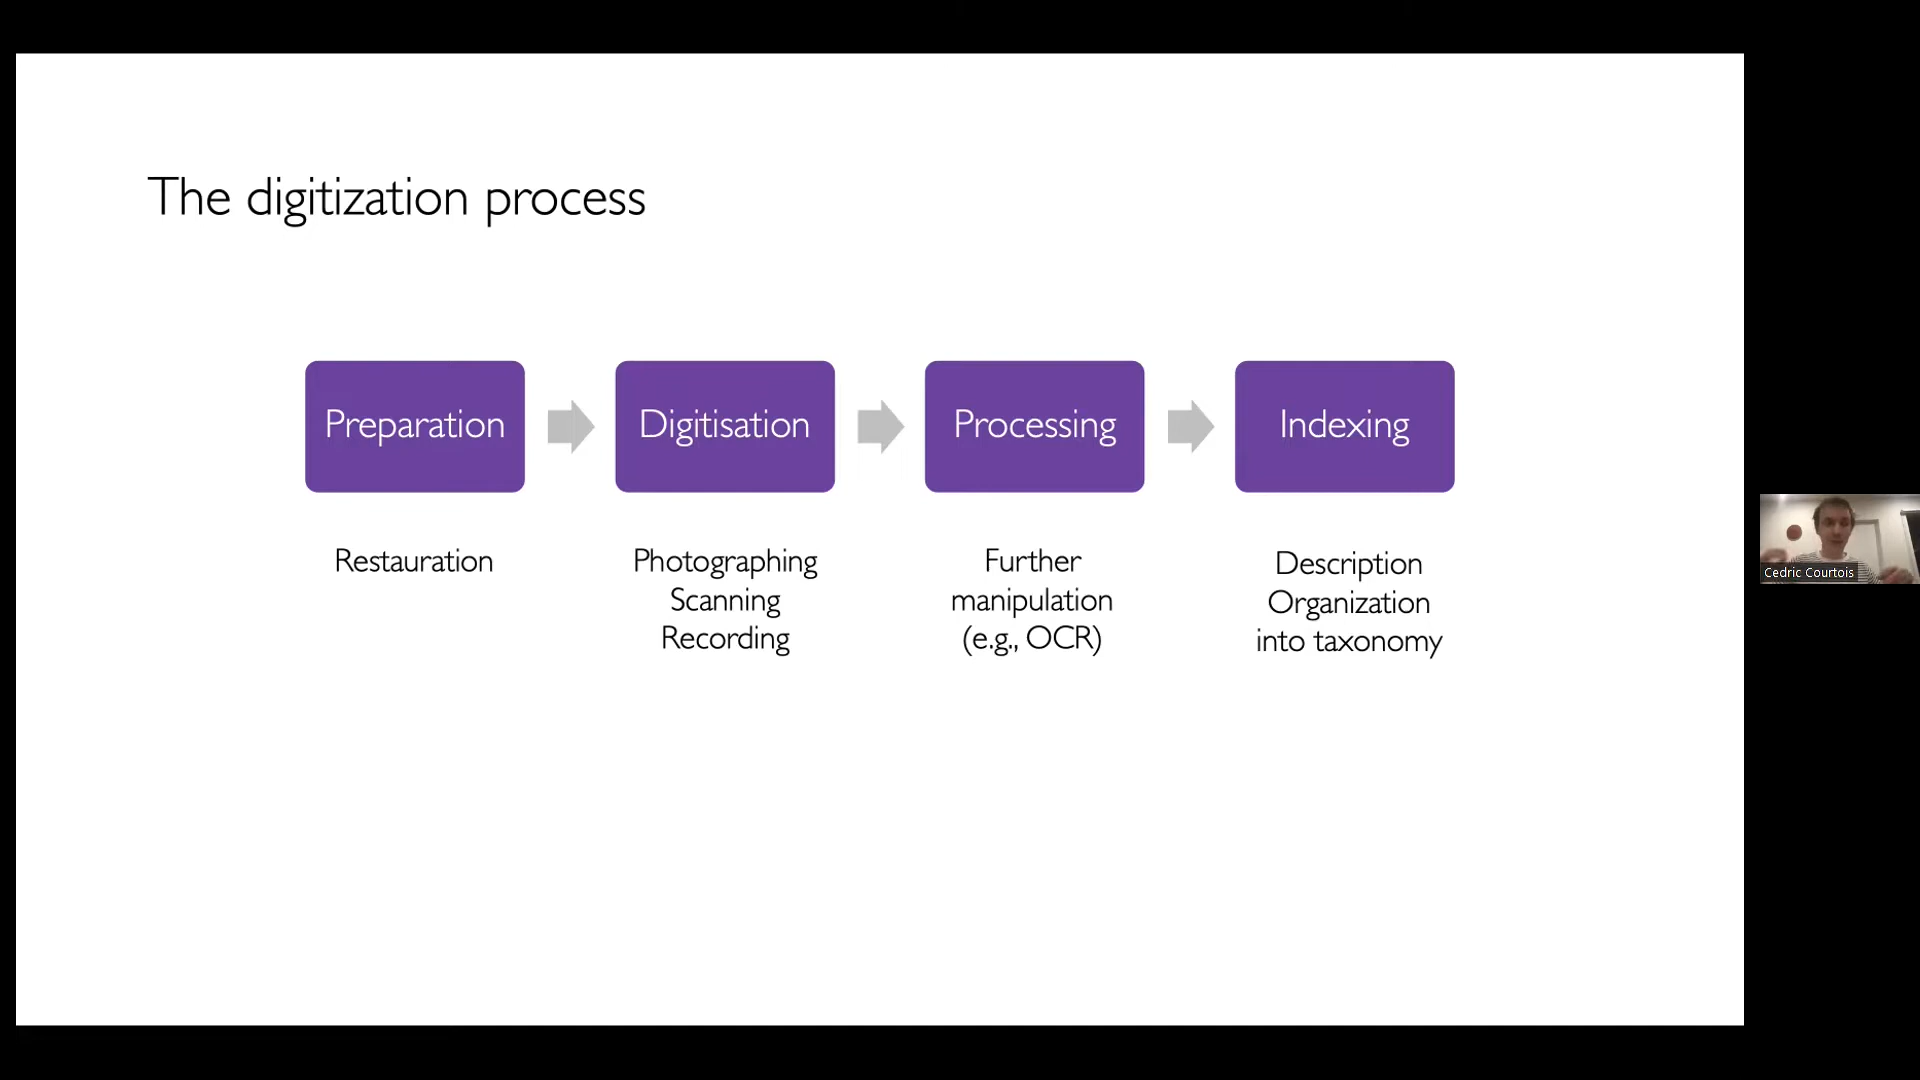 The digitization process
Preparation
Digitisation
Processing
Indexing
Restauration
Photographing
Scanning
Recording
Further
manipulation
(e.g., OCR)
Description
Organization
into taxonomy
Cedric Courtois